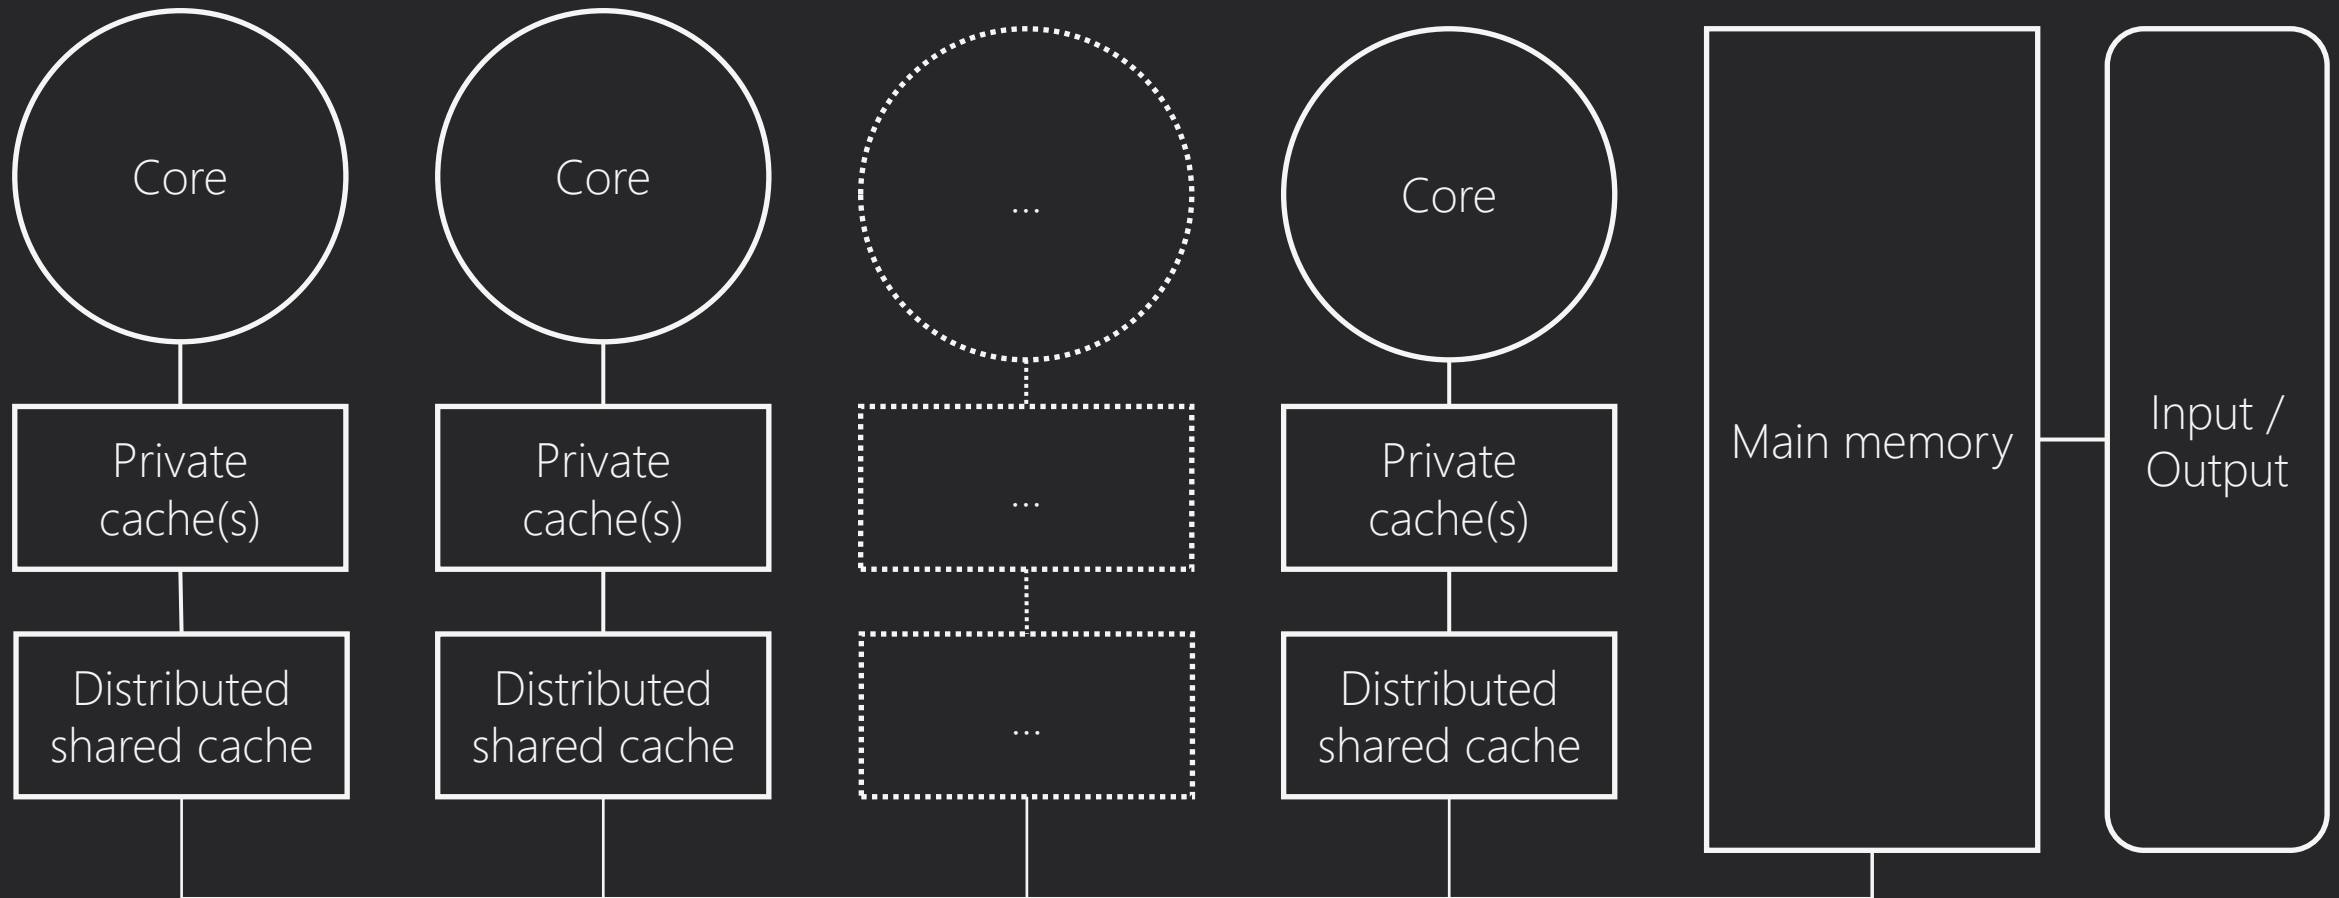 Core
Core
...
Core
Private
cache(s)
Private
cache(s)
...
Private
cache(s)
Distributed
shared cache
Distributed
shared cache
...
Distributed
shared cache
Main memory
Input /
Output